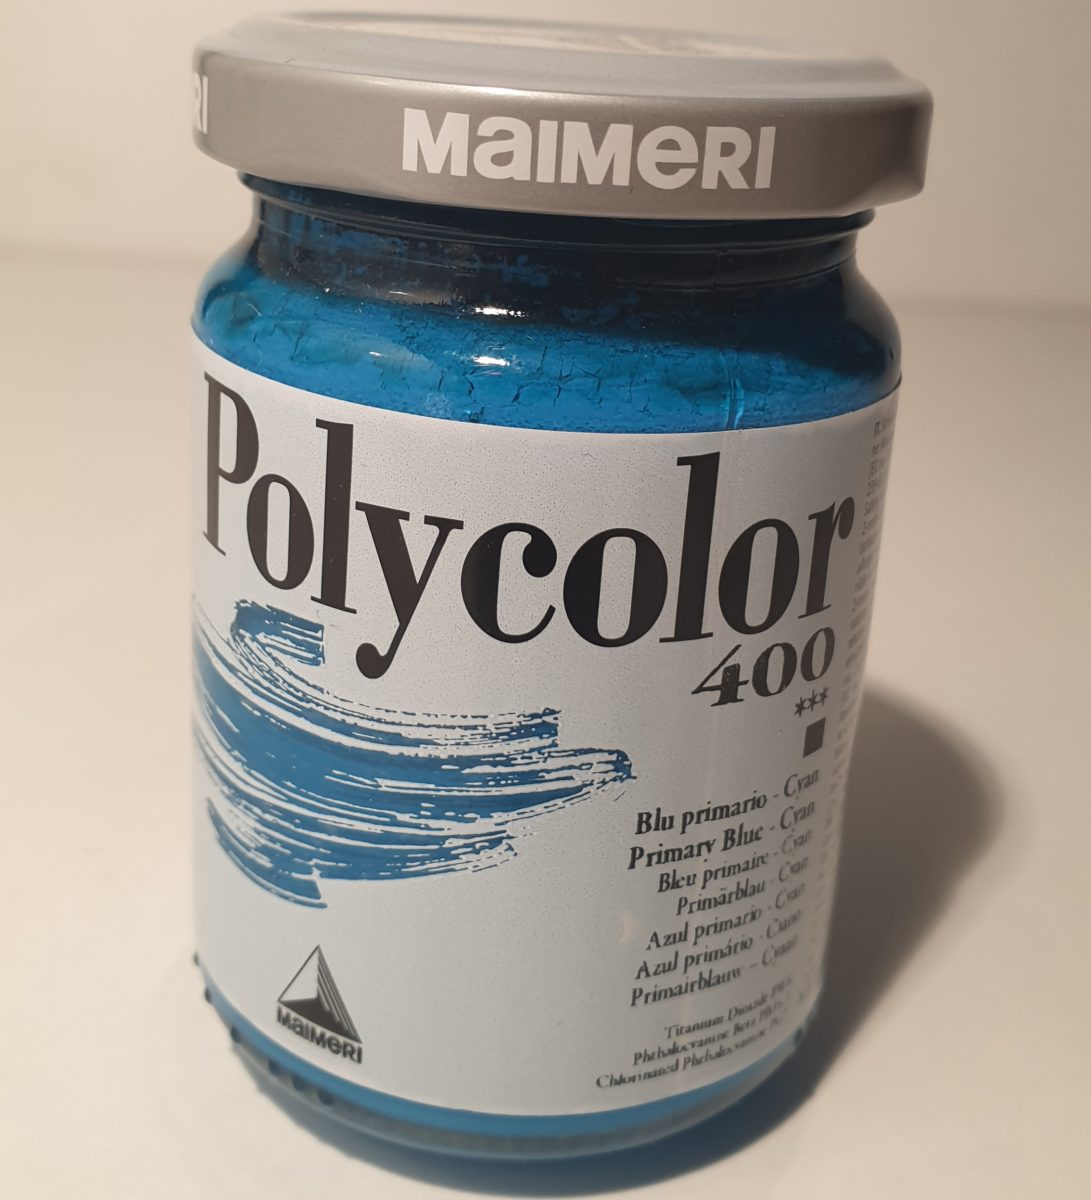 MaIMeRI
Polycolor
400
***
Blu primario - Cyan
Primary Blue - Cyan
Bleu primaire - Cyan
Primärblau - Cyan
Azul primario - Cyan
Azul primário - Ciano
Primairblauw - Cyaan
Titanium Dioxide
Phthalocyanine Beta
Chlorinated Phthalocyanine
MaIMeRI